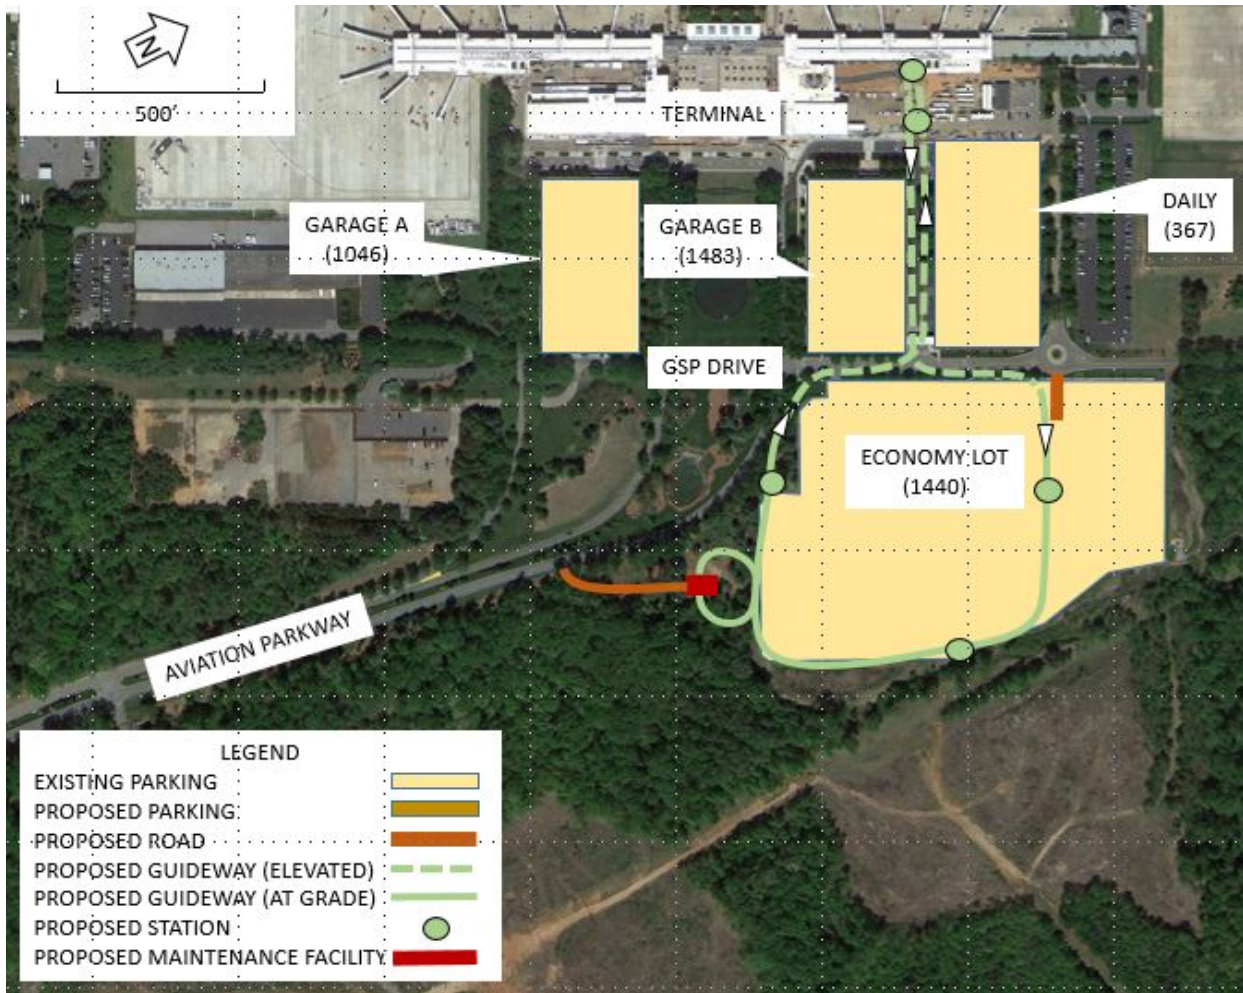 N
500'
TERMINAL
GARAGE A
(1046)
GARAGE B
(1483)
DAILY
(367)
GSP DRIVE
ECONOMY LOT
(1440)
AVIATION PARKWAY
LEGEND
EXISTING PARKING
PROPOSED PARKING
PROPOSED ROAD
PROPOSED GUIDEWAY (ELEVATED)
PROPOSED GUIDEWAY (AT GRADE)
PROPOSED STATION
PROPOSED MAINTENANCE FACILITY